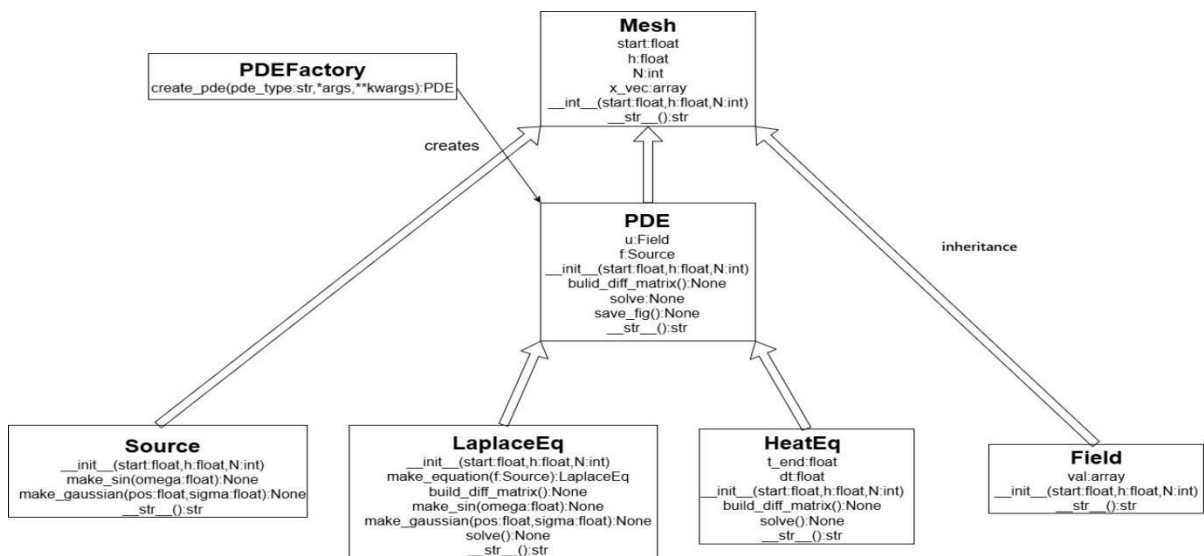 Mesh
start:float
h:float
N:int
x_vec:array
__int__(start:float,h:float,N:int)
__str__():str
PDEFactory
create_pde(pde_type:str,*args,**kwargs):PDE
creates
PDE
u:Field
f:Source
__init__(start:float,h:float,N:int)
bulid_diff_matrix():None
solve:None
save_fig():None
__str__():str
inheritance
Source
__init__(start:float,h:float,N:int)
make_sin(omega:float):None
make_gaussian(pos:float,sigma:float):None
__str__():str
LaplaceEq
__init__(start:float,h:float,N:int)
make_equation(f:Source):LaplaceEq
build_diff_matrix():None
make_sin(omega:float):None
make_gaussian(pos:float,sigma:float):None
solve():None
__str__():str
HeatEq
t_end:float
dt:float
__init__(start:float,h:float,N:int)
build_diff_matrix():None
solve():None
__str__():str
Field
val:array
__init__(start:float,h:float,N:int)
__str__():str